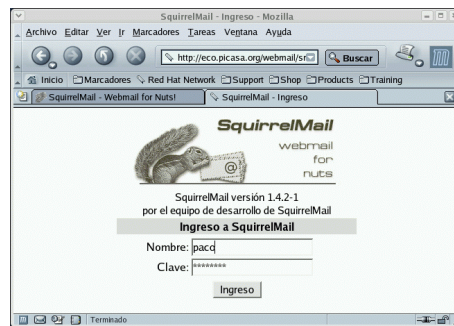 SquirrelMail - Ingreso - Mozilla
Archivo Editar Ver Ir Marcadores Tareas Ventana Ayuda
http://eco.picasa.org/webmail/sr Buscar
Inicio Marcadores Red Hat Network Support Shop Products Training
SquirrelMail - Webmail for Nuts! SquirrelMail - Ingreso
SquirrelMail
webmail
for
nuts
@
SquirrelMail versión 1.4.2-1
por el equipo de desarrollo de SquirrelMail
Ingreso a SquirrelMail
Nombre: paco
Clave: ********
Ingreso
Terminado